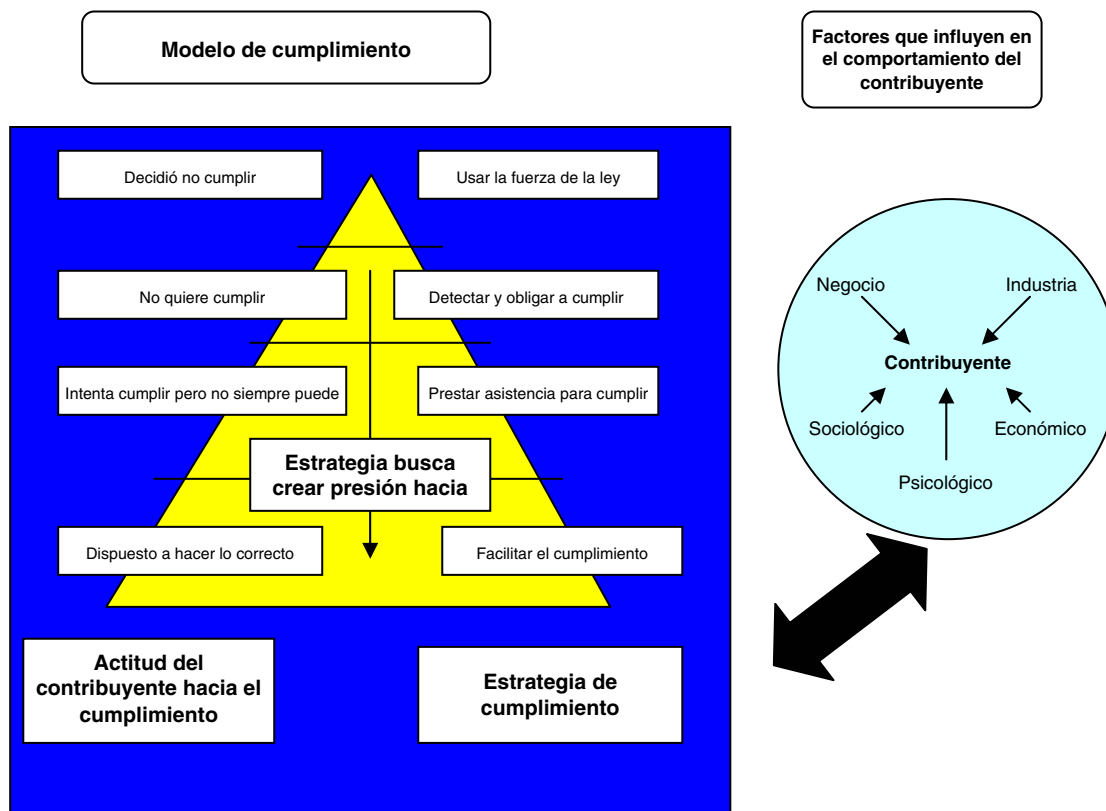 Modelo de cumplimiento
Factores que influyen en
el comportamiento del
contribuyente
Decidió no cumplir
Usar la fuerza de la ley
No quiere cumplir
Detectar y obligar a cumplir
Intenta cumplir pero no siempre puede
Prestar asistencia para cumplir
Estrategia busca
crear presión hacia
Dispuesto a hacer lo correcto
Facilitar el cumplimiento
Actitud del
contribuyente hacia el
cumplimiento
Estrategia de
cumplimiento
Negocio
Industria
Contribuyente
Sociológico
Económico
Psicológico